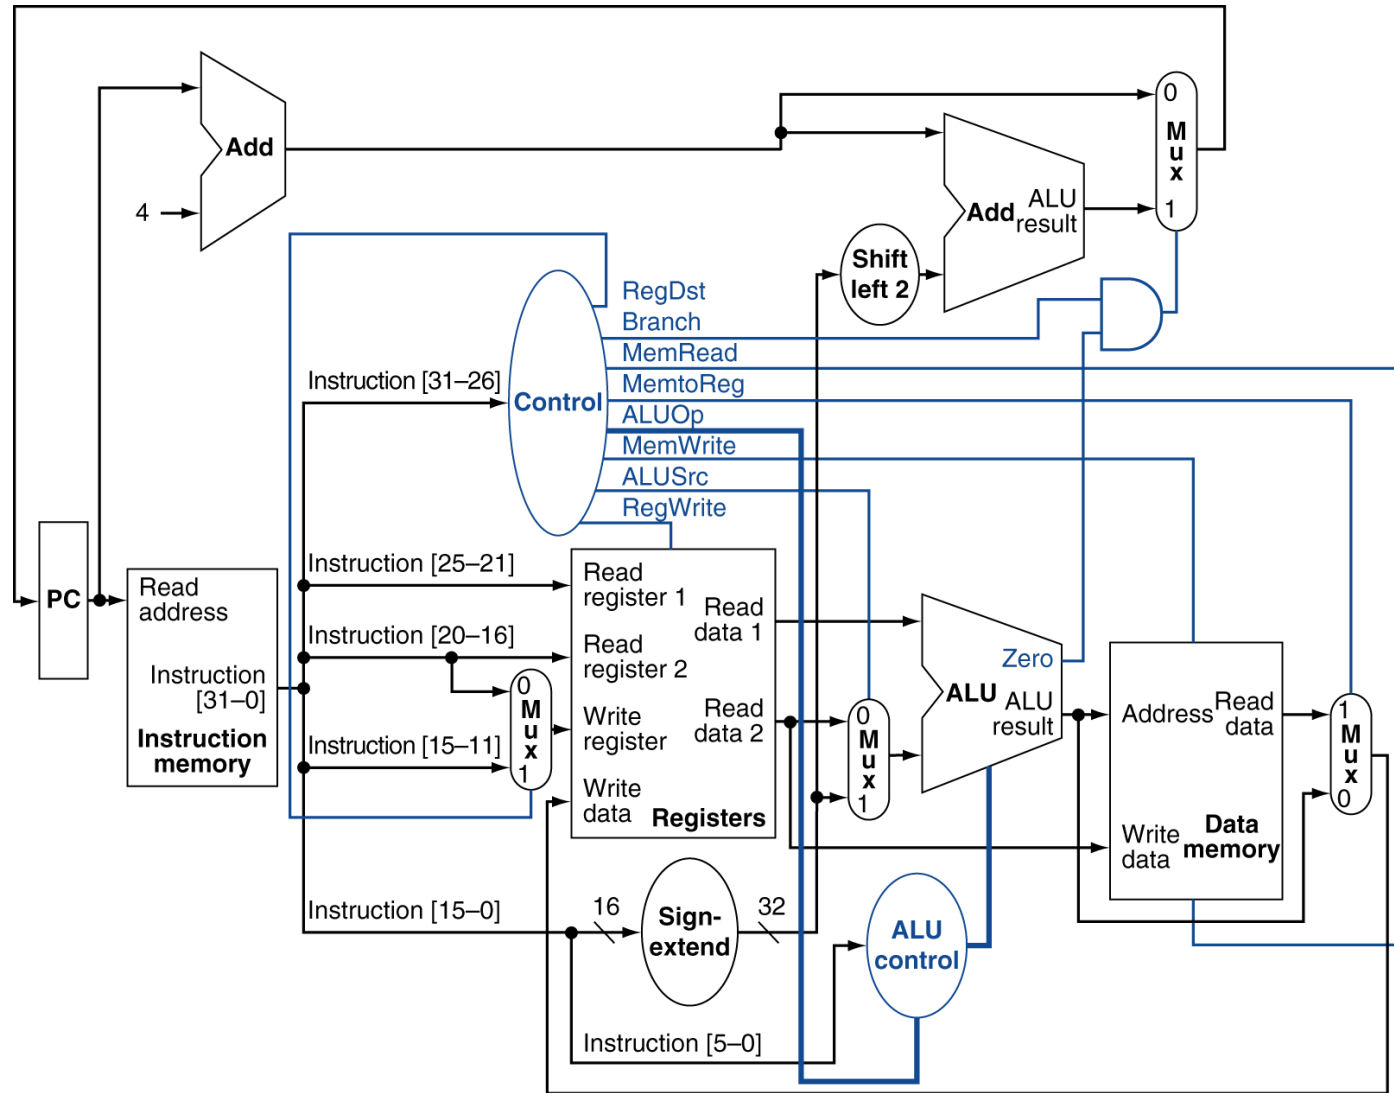 0
M
u
x
1
Add
4
Add
ALU
result
Shift
left 2
RegDst
Branch
MemRead
MemtoReg
ALUOp
MemWrite
ALUSrc
RegWrite
Instruction [31–26]
Control
PC
Read
address
Instruction
[31–0]
Instruction
memory
Instruction [25–21]
Instruction [20–16]
Instruction [15–11]
0
M
u
x
1
Read
register 1
Read
register 2
Write
register
Write
data
Read
data 1
Read
data 2
Registers
0
M
u
x
1
Zero
ALU
ALU
result
Address
Read
data
Write
data
Data
memory
1
M
u
x
0
Instruction [15–0]
16
Sign-
extend
32
ALU
control
Instruction [5–0]